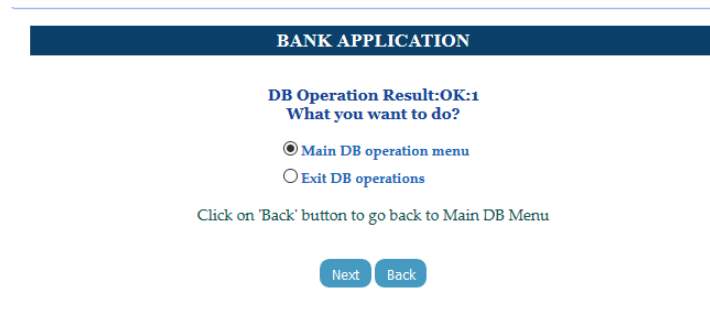 BANK APPLICATION
DB Operation Result:OK:1
What you want to do?
Main DB operation menu
Exit DB operations
Click on 'Back' button to go back to Main DB Menu
Next Back